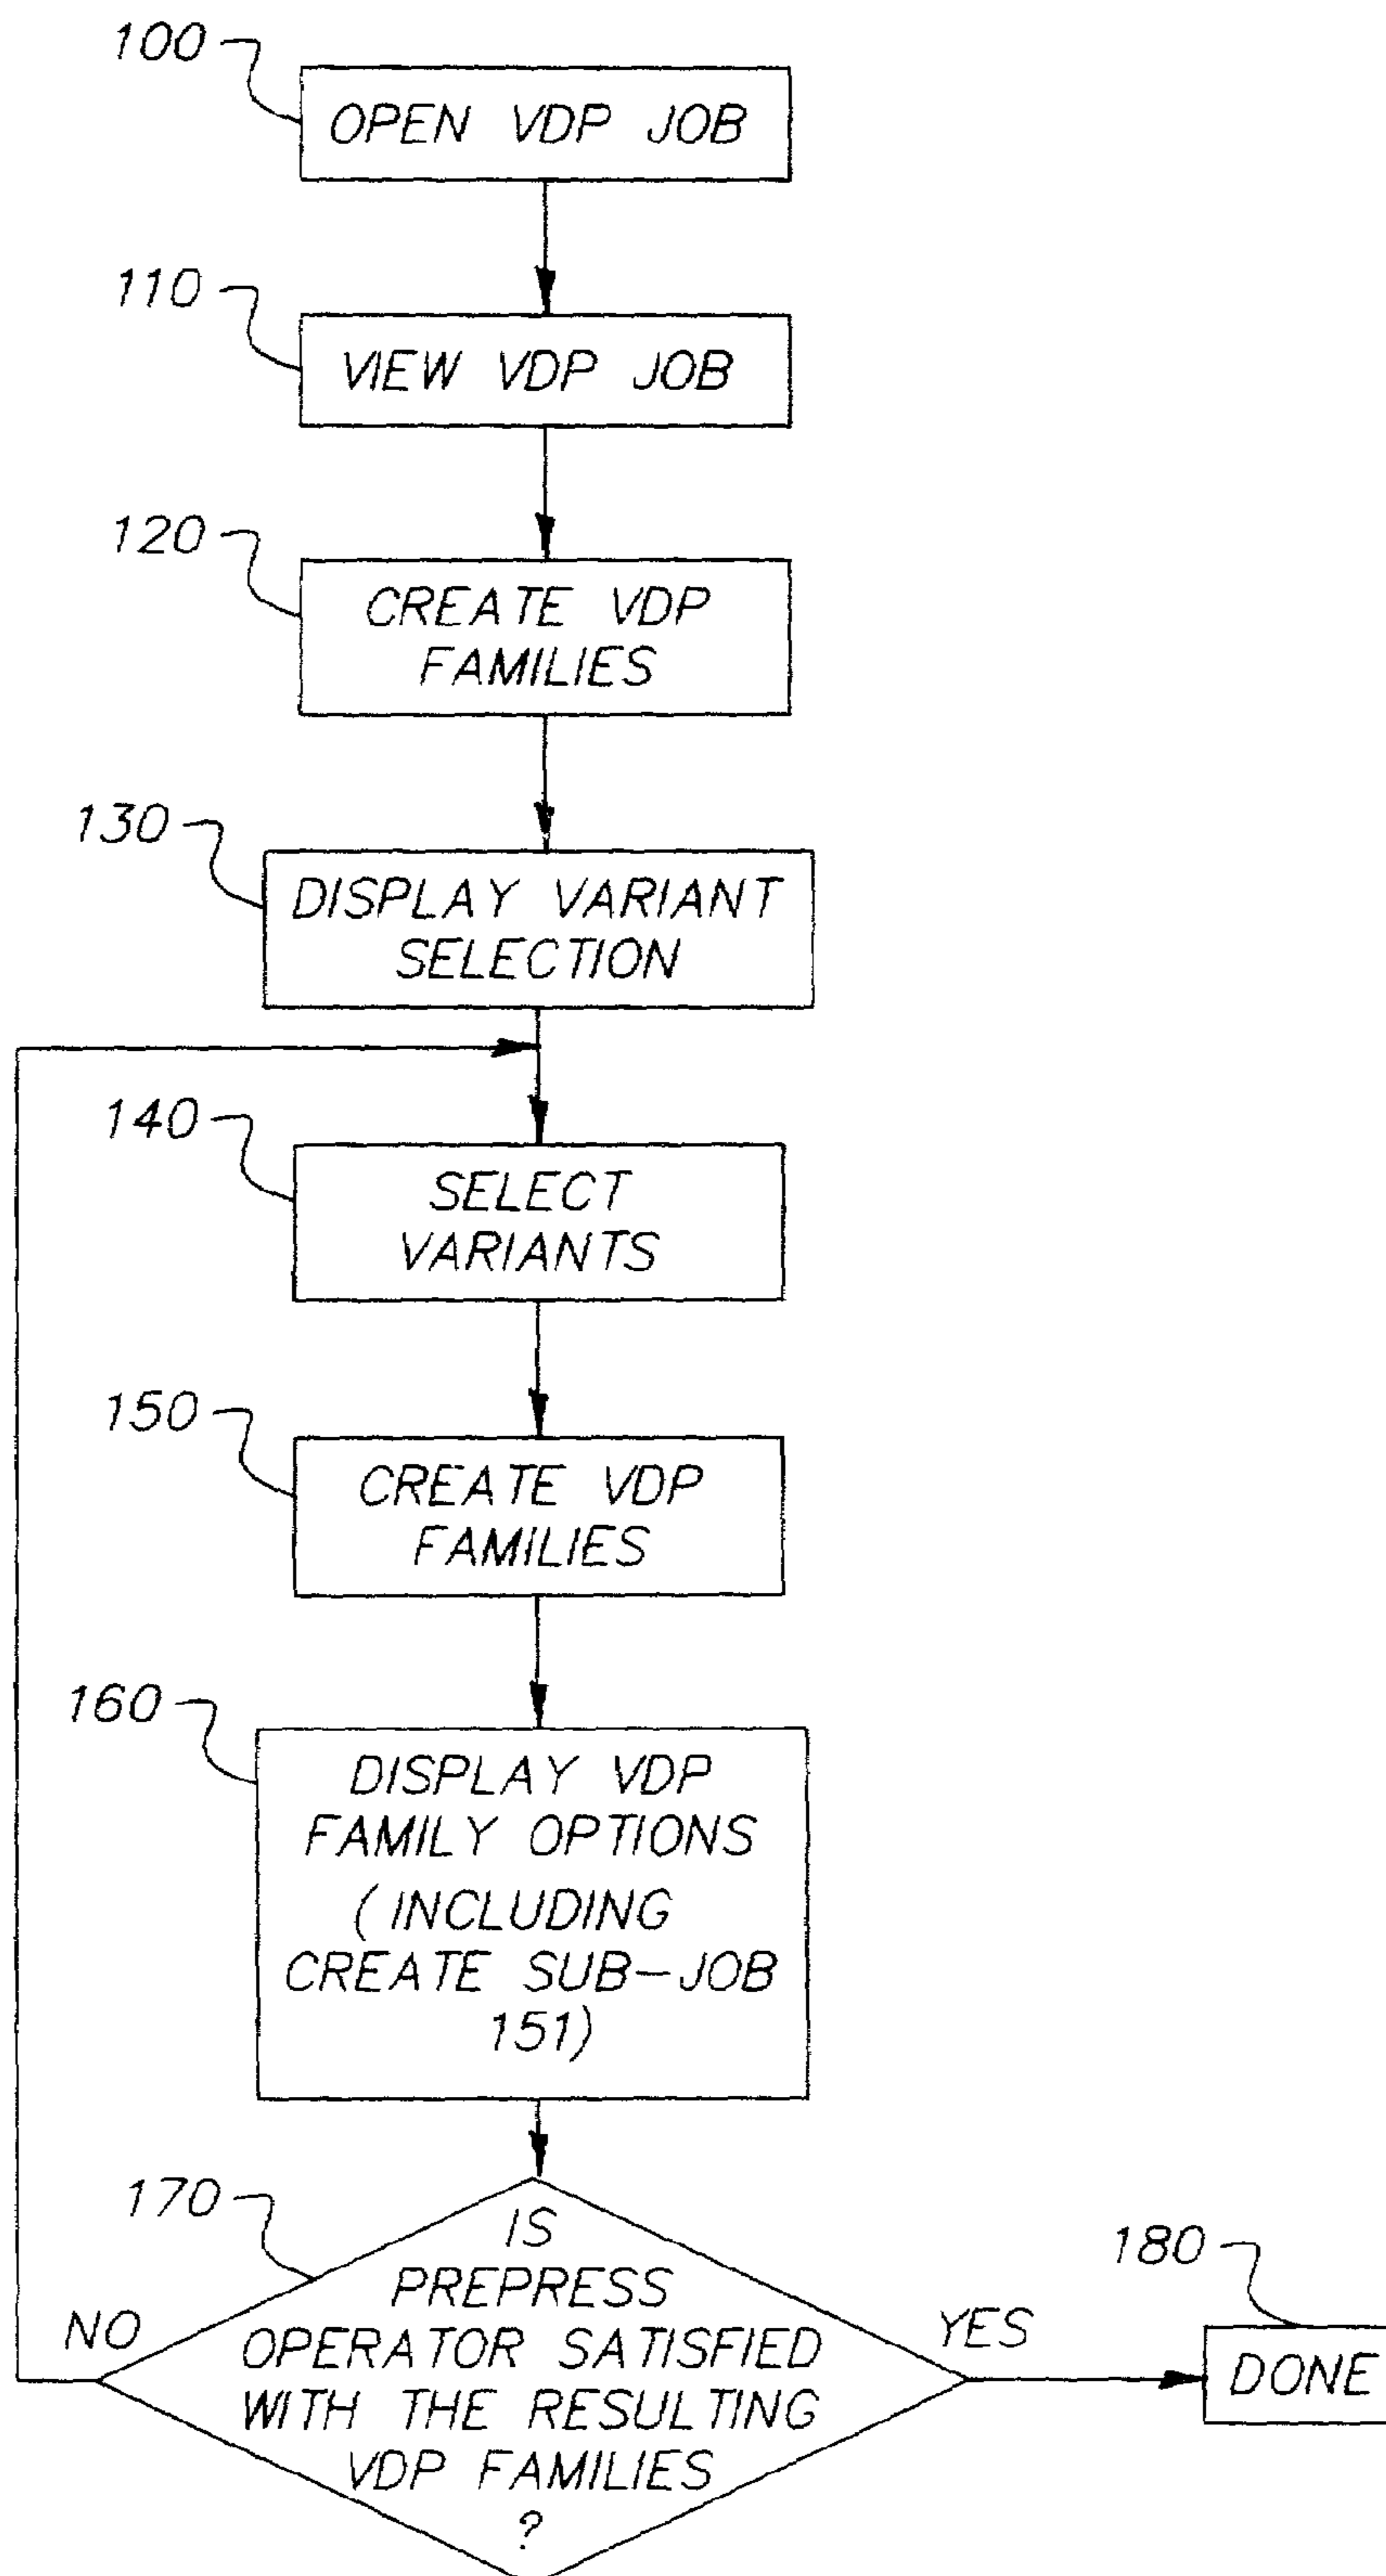 100
OPEN VDP JOB
110
VIEW VDP JOB
120
CREATE VDP
FAMILIES
130
DISPLAY VARIANT
SELECTION
140
SELECT
VARIANTS
150
CREATE VDP
FAMILIES
160
DISPLAY VDP
FAMILY OPTIONS
(INCLUDING
CREATE SUB-JOB
151)
170
IS
PREPRESS
OPERATOR SATISFIED
WITH THE RESULTING
VDP FAMILIES
?
NO
YES
180
DONE